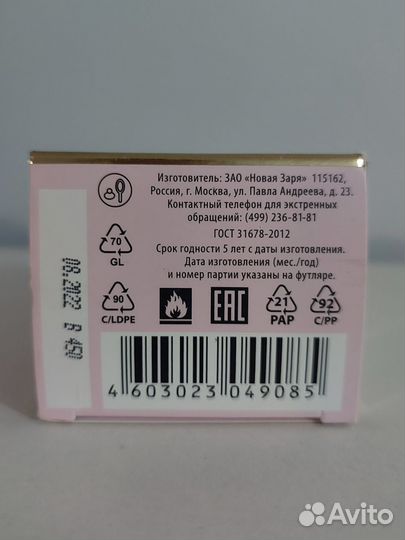 Изготовитель: ЗАО «Новая Заря» 115162,
Россия, г. Москва, ул. Павла Андреева, д. 23.
Контактный телефон для экстренных
обращений: (499) 236-81-81
ГОСТ 31678-2012
Срок годности 5 лет с даты изготовления.
Дата изготовления (мес./год)
и номер партии указаны на футляре.
70
GL
90
C/LDPE
EAC
21
PAP
92
C/PP
06.2022 Б 450
4 603023 049085
Avito